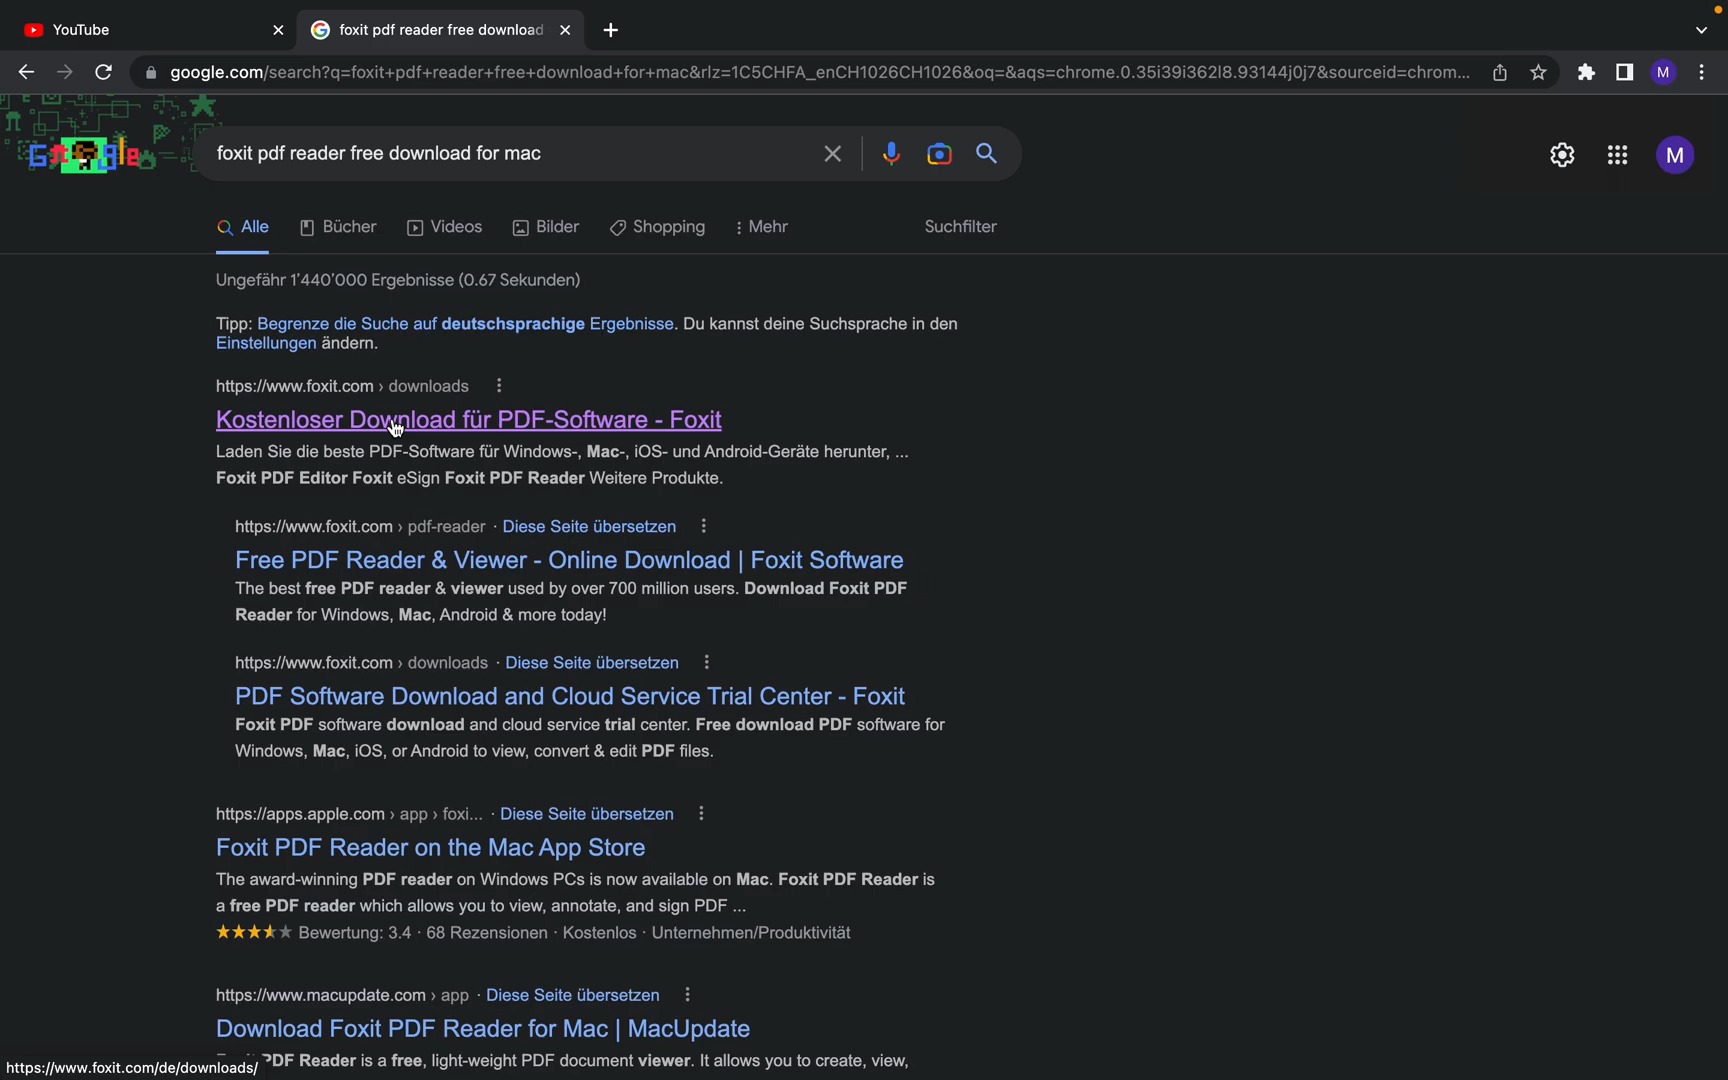 YouTube
foxit pdf reader free download
google.com/search?q=foxit+pdf+reader+free+download+for+mac&rlz=1C5CHFA_enCH1026CH1026&oq=&aqs=chrome.0.35i39i362l8.93144j0j7&sourceid=chrom...
M
foxit pdf reader free download for mac
M
Alle
Bücher
Videos
Bilder
Shopping
Mehr
Suchfilter
Ungefähr 1’440’000 Ergebnisse (0.67 Sekunden)
Tipp: Begrenze die Suche auf deutschsprachige Ergebnisse. Du kannst deine Suchsprache in den
Einstellungen ändern.
https://www.foxit.com › downloads
Kostenloser Download für PDF-Software - Foxit
Laden Sie die beste PDF-Software für Windows-, Mac-, iOS- und Android-Geräte herunter, ...
Foxit PDF Editor Foxit eSign Foxit PDF Reader Weitere Produkte.
https://www.foxit.com › pdf-reader · Diese Seite übersetzen
Free PDF Reader & Viewer - Online Download | Foxit Software
The best free PDF reader & viewer used by over 700 million users. Download Foxit PDF
Reader for Windows, Mac, Android & more today!
https://www.foxit.com › downloads · Diese Seite übersetzen
PDF Software Download and Cloud Service Trial Center - Foxit
Foxit PDF software download and cloud service trial center. Free download PDF software for
Windows, Mac, iOS, or Android to view, convert & edit PDF files.
https://apps.apple.com › app › foxi... · Diese Seite übersetzen
Foxit PDF Reader on the Mac App Store
The award-winning PDF reader on Windows PCs is now available on Mac. Foxit PDF Reader is
a free PDF reader which allows you to view, annotate, and sign PDF ...
Bewertung: 3.4 · 68 Rezensionen · Kostenlos · Unternehmen/Produktivität
https://www.macupdate.com › app · Diese Seite übersetzen
Download Foxit PDF Reader for Mac | MacUpdate
PDF Reader is a free, light-weight PDF document viewer. It allows you to create, view,
https://www.foxit.com/de/downloads/